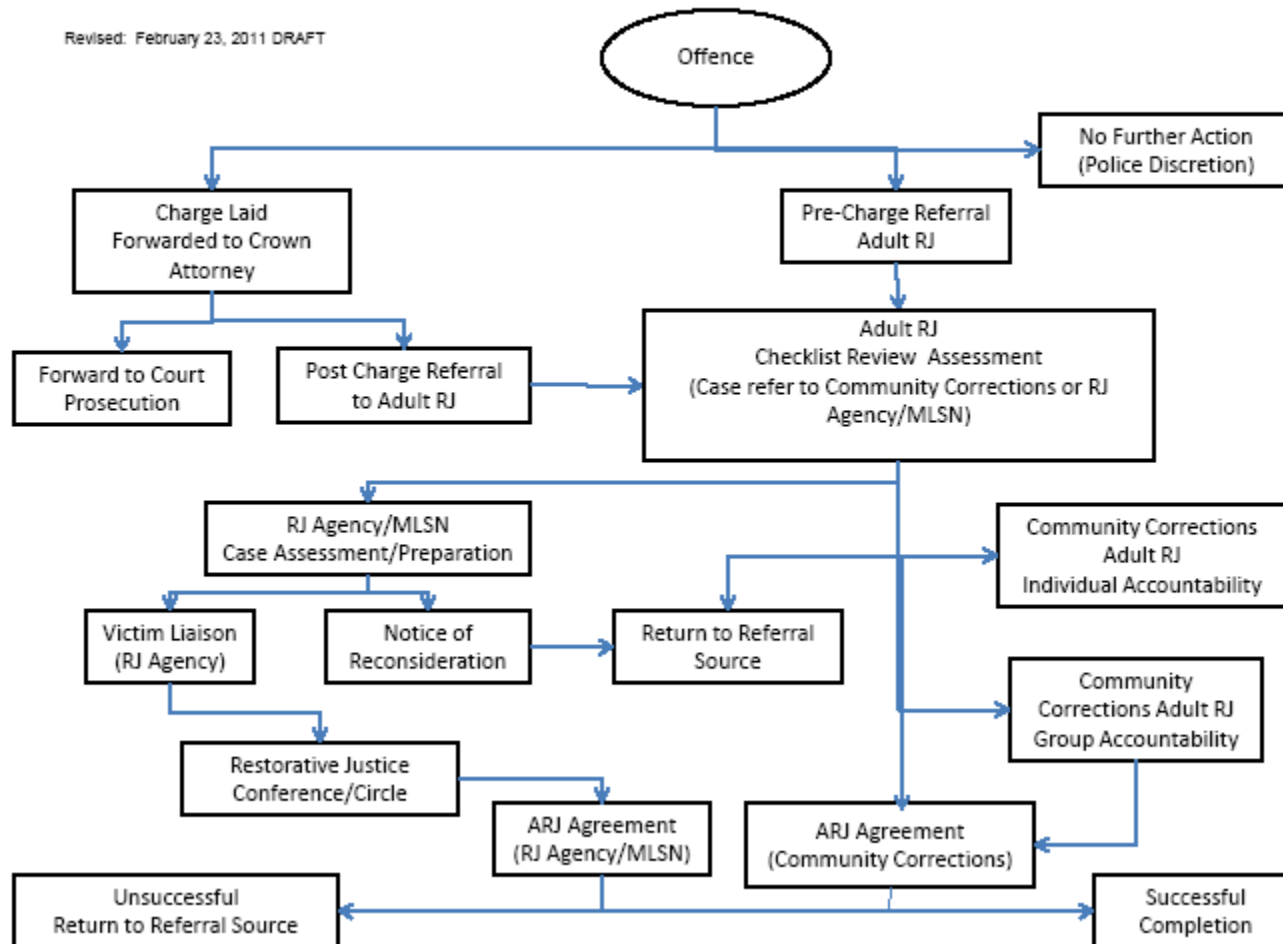 Revised: February 23, 2011 DRAFT
Offence
No Further Action
(Police Discretion)
Charge Laid
Forwarded to Crown
Attorney
Pre-Charge Referral
Adult RJ
Forward to Court
Prosecution
Post Charge Referral
to Adult RJ
Adult RJ
Checklist Review Assessment
(Case refer to Community Corrections or RJ
Agency/MLSN)
RJ Agency/MLSN
Case Assessment/Preparation
Community Corrections
Adult RJ
Individual Accountability
Victim Liaison
(RJ Agency)
Notice of
Reconsideration
Return to Referral
Source
Community
Corrections Adult RJ
Group Accountability
Restorative Justice
Conference/Circle
ARJ Agreement
(RJ Agency/MLSN)
ARJ Agreement
(Community Corrections)
Unsuccessful
Return to Referral Source
Successful
Completion